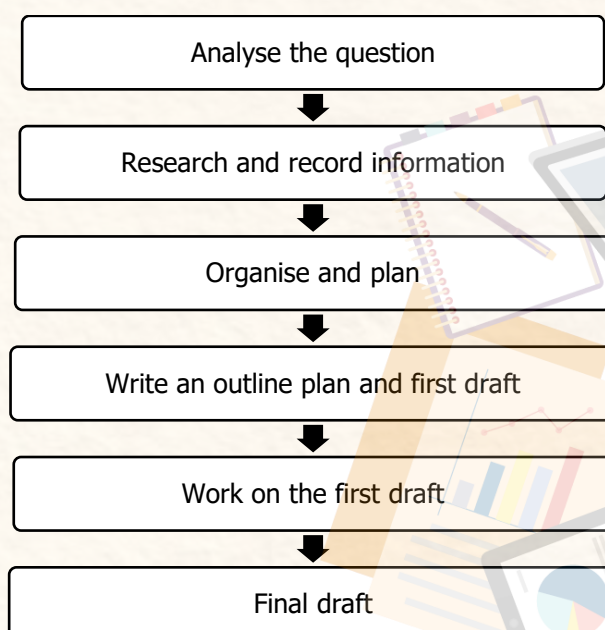 Analyse the question
Research and record information
Organise and plan
Write an outline plan and first draft
Work on the first draft
Final draft